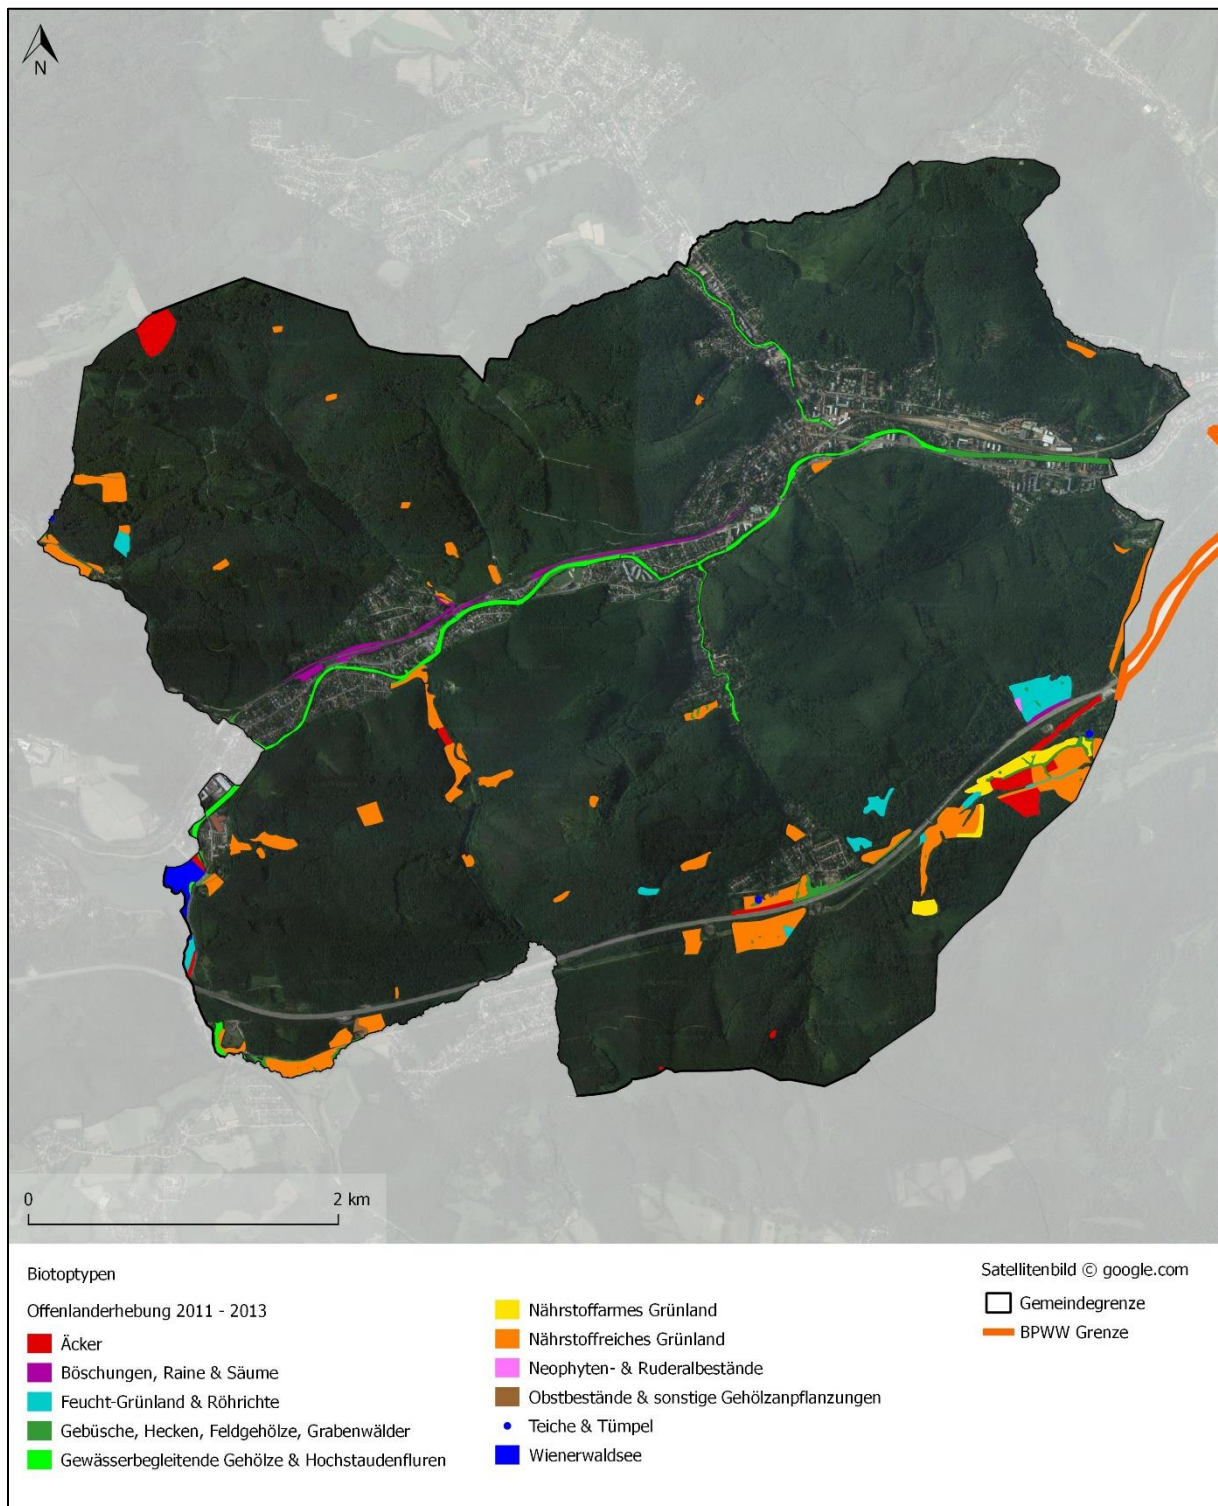 N
0 2 km
Biotoptypen
Offenlanderhebung 2011 - 2013
Äcker
Böschungen, Raine & Säume
Feucht-Grünland & Röhrichte
Gebüsche, Hecken, Feldgehölze, Grabenwälder
Gewässerbegleitende Gehölze & Hochstaudenfluren
Nährstoffarmes Grünland
Nährstoffreiches Grünland
Neophyten- & Ruderalbestände
Obstbestände & sonstige Gehölzanpflanzungen
Teiche & Tümpel
Wienerwaldsee
Satellitenbild © google.com
Gemeindegrenze
BPWW Grenze